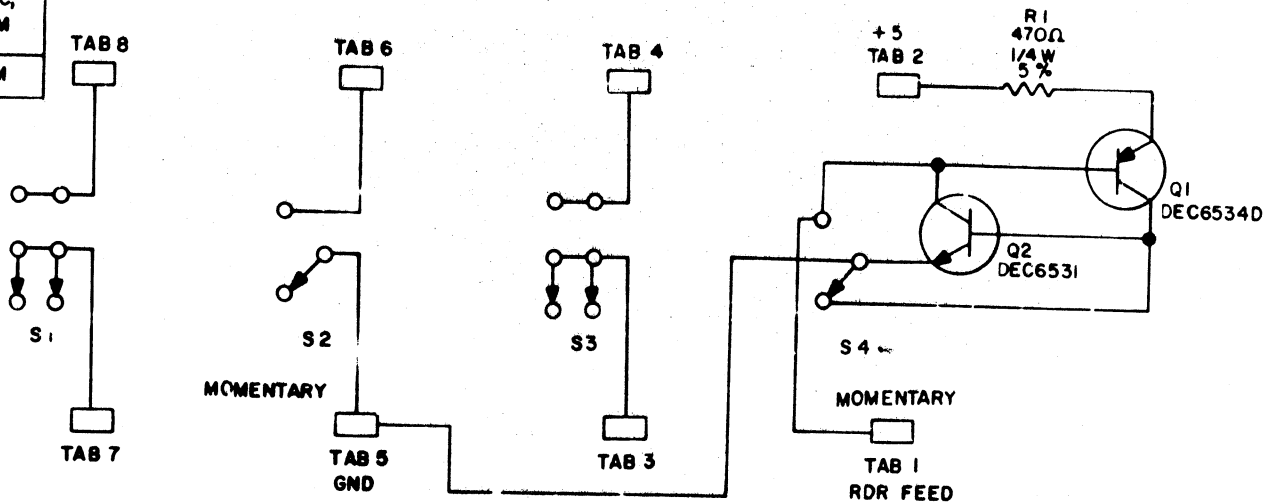 M
M
TAB 8
TAB 6
TAB 4
+5
TAB 2
R1
470Ω
1/4 W
5 %
Q1
DEC6534D
Q2
DEC6531
S1
S2
S3
S4
MOMENTARY
MOMENTARY
TAB 7
TAB 5
GND
TAB 3
TAB 1
RDR FEED